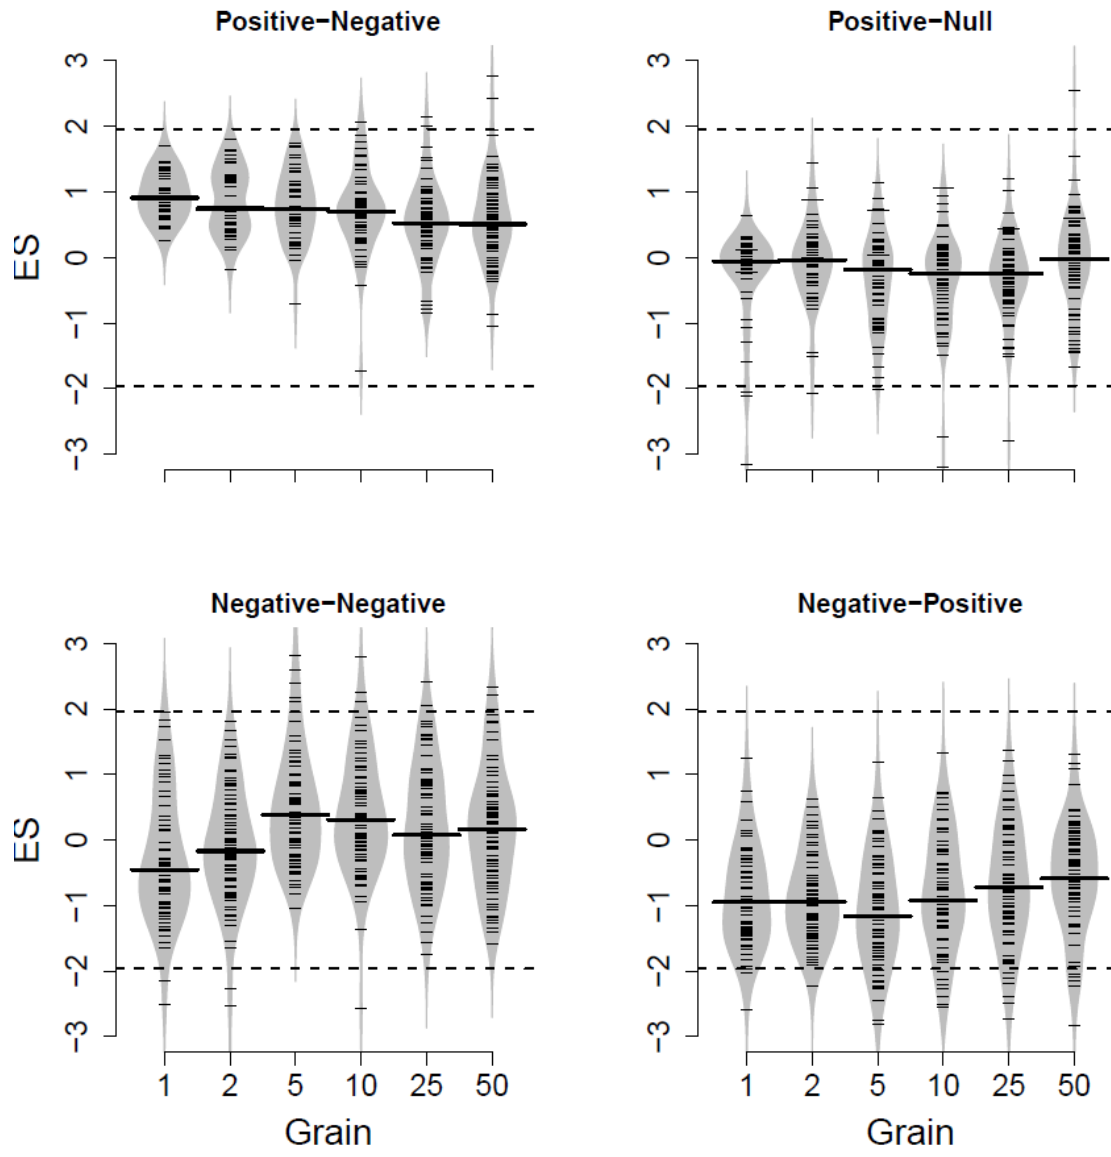 Positive−Negative
Positive−Null
3
2
1
0
−1
−2
−3
ES
3
2
1
0
−1
−2
−3
Negative−Negative
Negative−Positive
3
2
1
0
−1
−2
−3
ES
3
2
1
0
−1
−2
−3
1 2 5 10 25 50
1 2 5 10 25 50
Grain
Grain